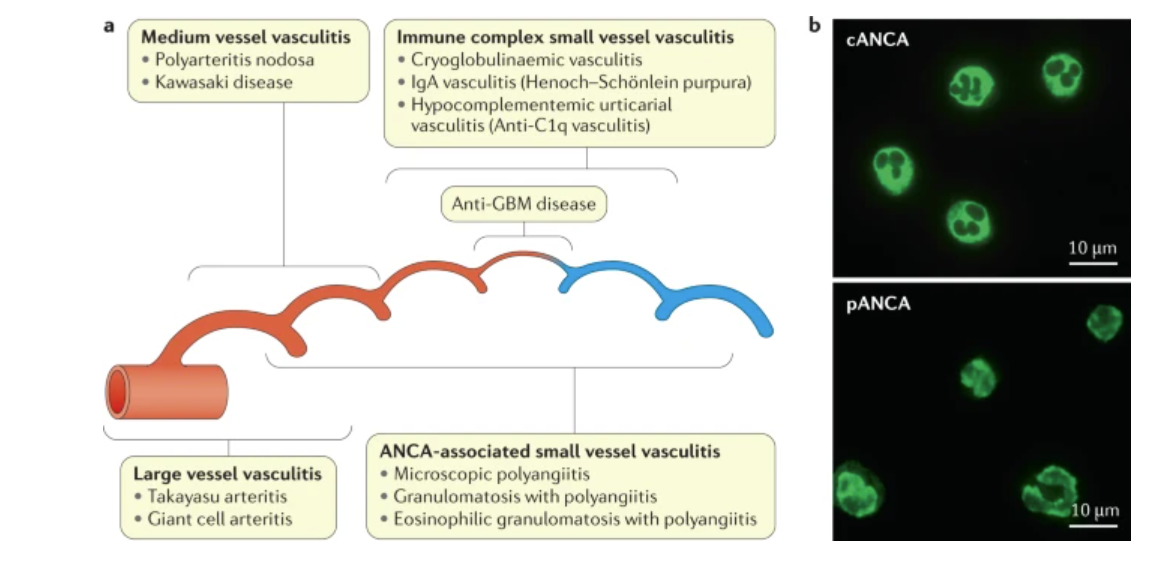 a
Medium vessel vasculitis
• Polyarteritis nodosa
• Kawasaki disease
Immune complex small vessel vasculitis
• Cryoglobulinaemic vasculitis
• IgA vasculitis (Henoch–Schönlein purpura)
• Hypocomplementemic urticarial
vasculitis (Anti-C1q vasculitis)
Anti-GBM disease
Large vessel vasculitis
• Takayasu arteritis
• Giant cell arteritis
ANCA-associated small vessel vasculitis
• Microscopic polyangiitis
• Granulomatosis with polyangiitis
• Eosinophilic granulomatosis with polyangiitis
b
cANCA
10 µm
pANCA
10 µm